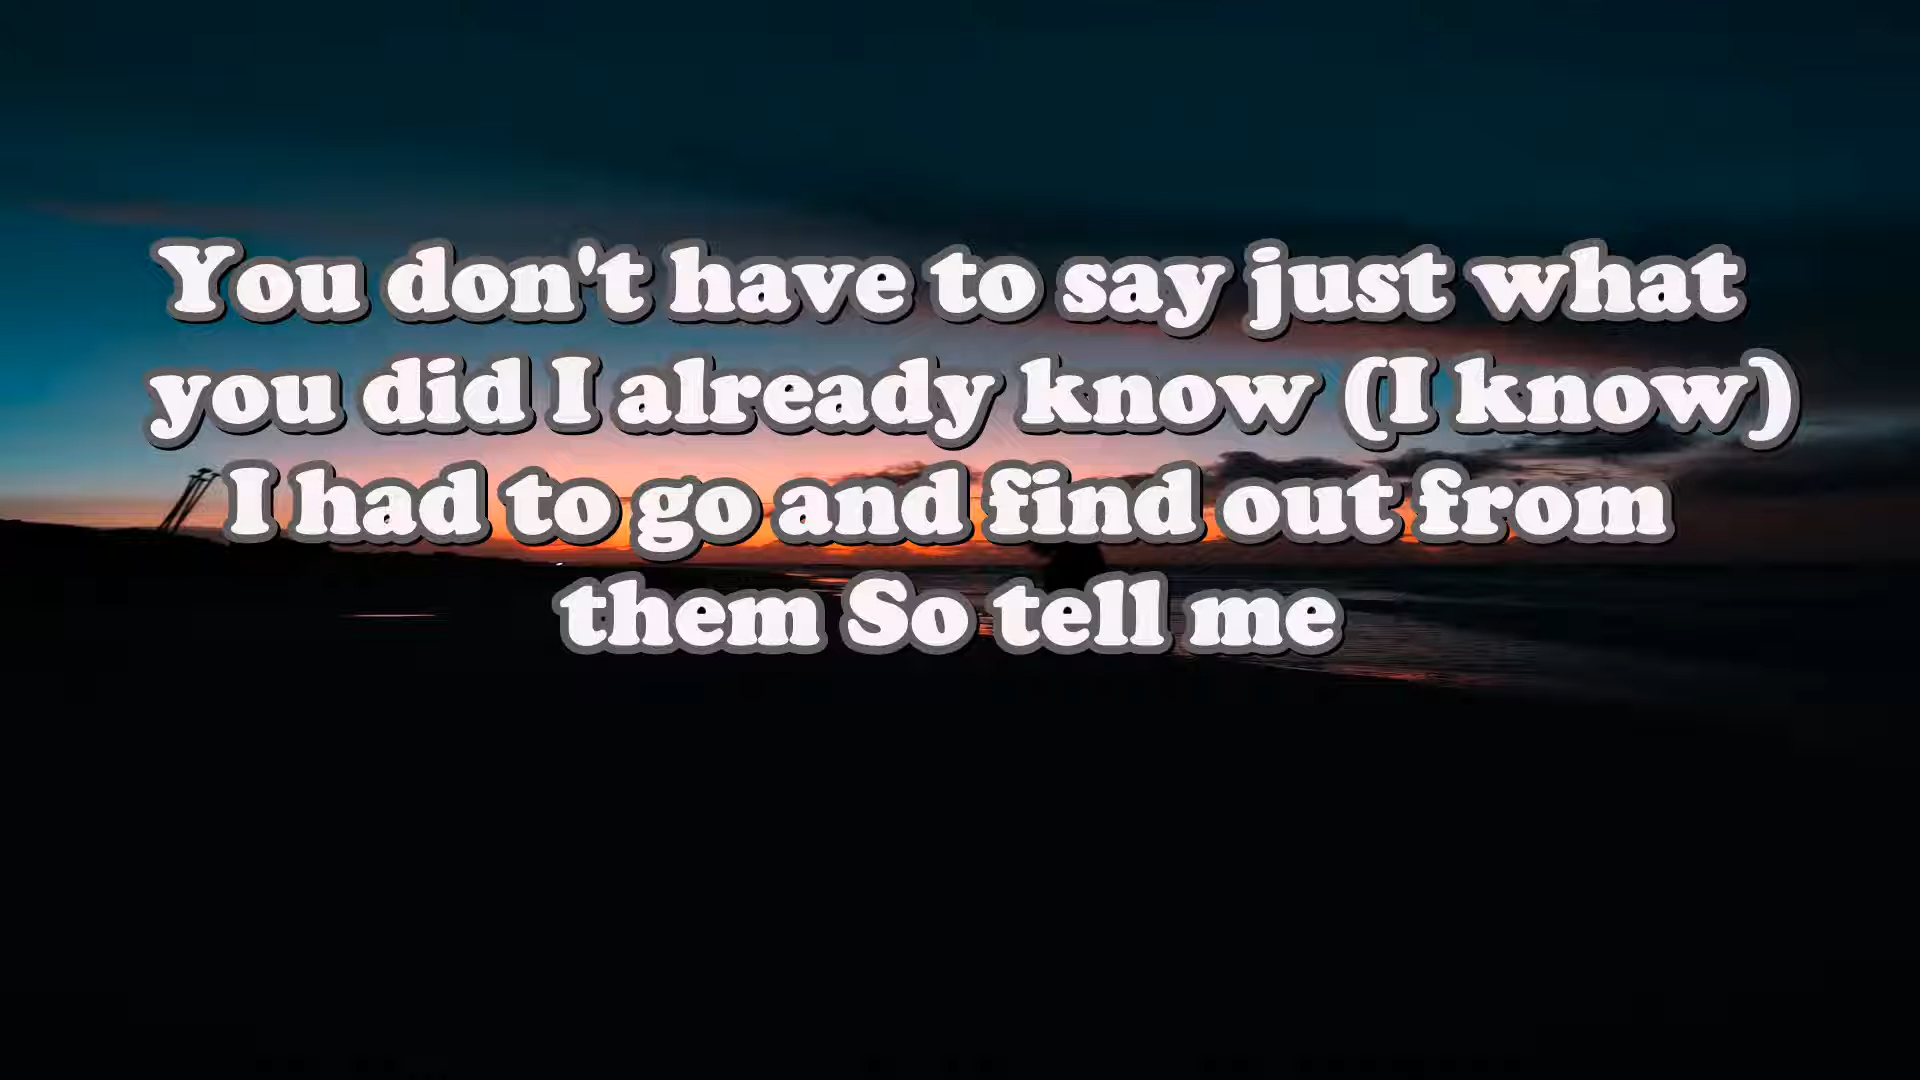 You don't have to say just what
you did I already know (I know)
I had to go and find out from
them So tell me